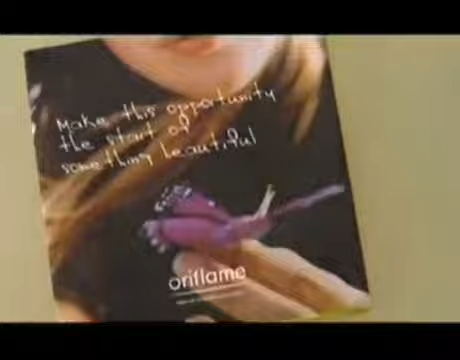 Make this opportunity
the start of
something beautiful
oriflame